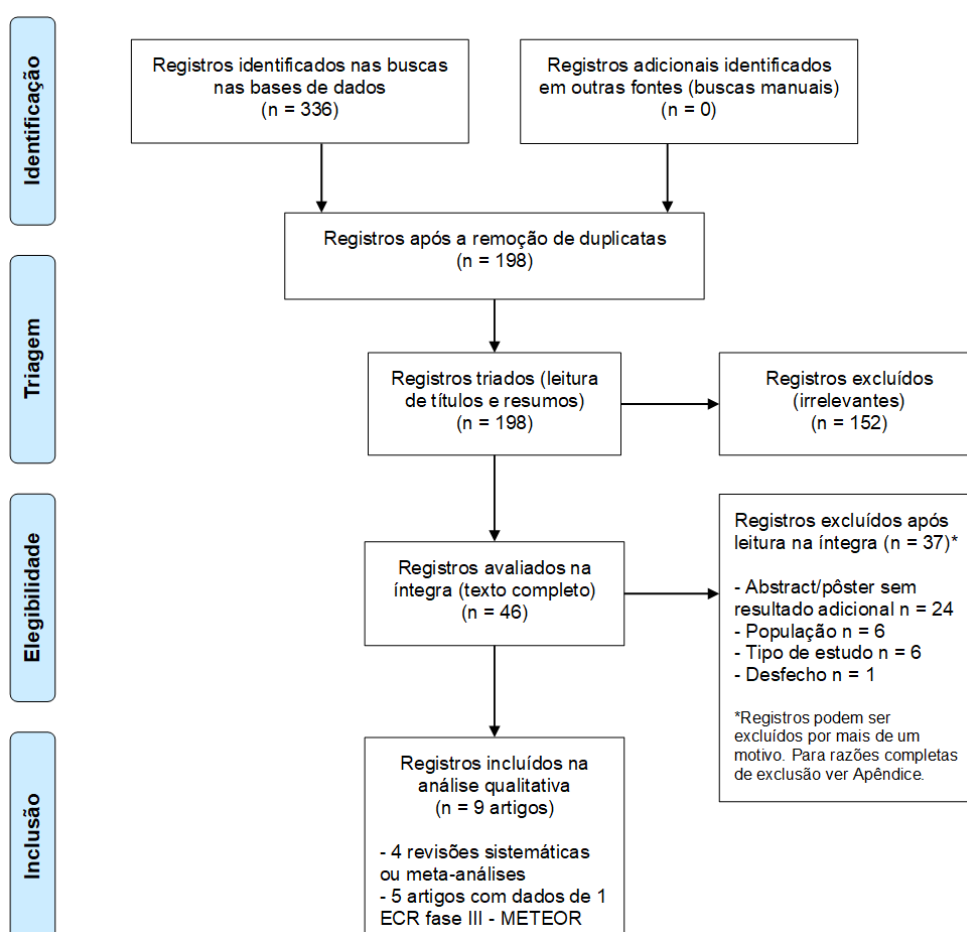 Identificação
Registros identificados nas buscas
nas bases de dados
(n = 336)
Registros adicionais identificados
em outras fontes (buscas manuais)
(n = 0)
Registros após a remoção de duplicatas
(n = 198)
Triagem
Registros triados (leitura
de títulos e resumos)
(n = 198)
Registros excluídos
(irrelevantes)
(n = 152)
Elegibilidade
Registros avaliados na
íntegra (texto completo)
(n = 46)
Registros excluídos após
leitura na íntegra (n = 37)*
- Abstract/pôster sem
resultado adicional n = 24
- População n = 6
- Tipo de estudo n = 6
- Desfecho n = 1
*Registros podem ser
excluídos por mais de um
motivo. Para razões completas
de exclusão ver Apêndice.
Inclusão
Registros incluídos na
análise qualitativa
(n = 9 artigos)
- 4 revisões sistemáticas
ou meta-análises
- 5 artigos com dados de 1
ECR fase III - METEOR